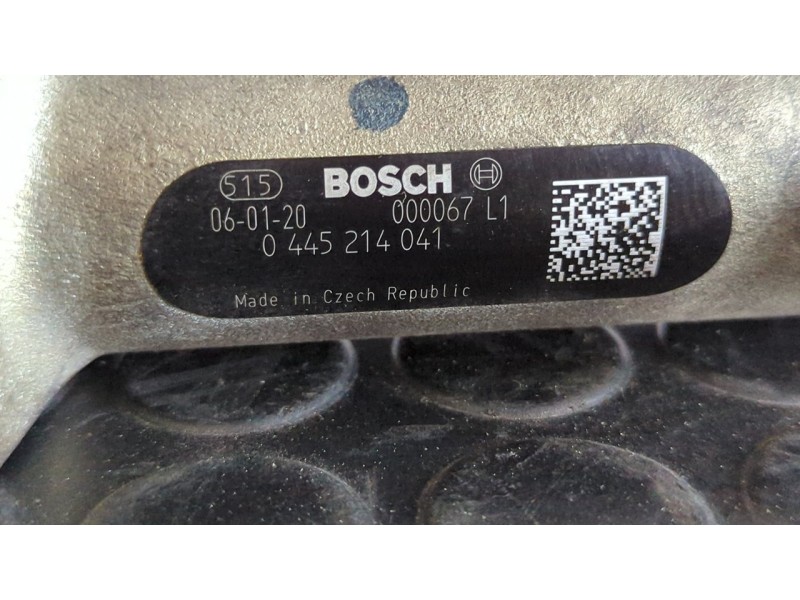 515 BOSCH
06-01-20 000067 L1
0 445 214 041
Made in Czech Republic